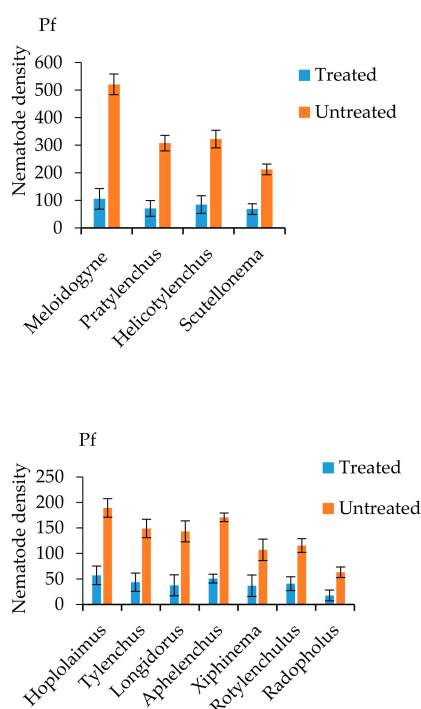 Pf
600
500
400
300
200
100
0
Nematode density
Treated
Untreated
Meloidogyne
Pratylenchus
Helicotylenchus
Scutellonema
Pf
250
200
150
100
50
0
Nematode density
Treated
Untreated
Hoplolaimus
Tylenchus
Longidorus
Aphelenchus
Xiphinema
Rotylenchulus
Radopholus